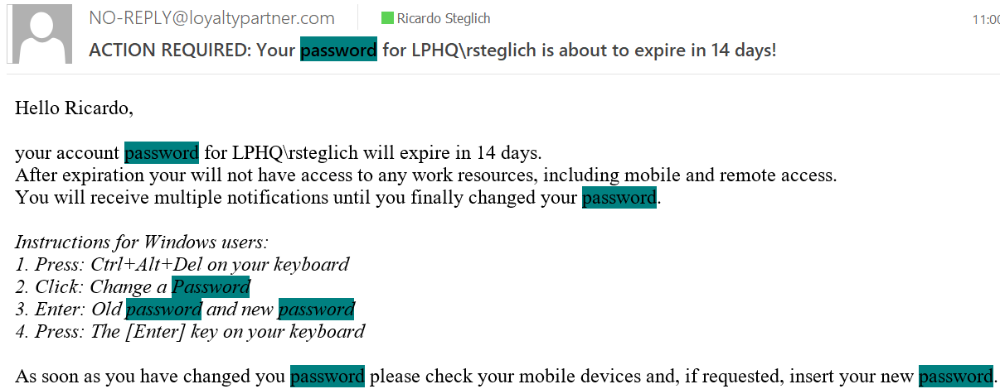 NO-REPLY@loyaltypartner.com Ricardo Steglich 11:00
ACTION REQUIRED: Your password for LPHQ\rsteglich is about to expire in 14 days!
Hello Ricardo,
your account password for LPHQ\rsteglich will expire in 14 days.
After expiration your will not have access to any work resources, including mobile and remote access.
You will receive multiple notifications until you finally changed your password.
Instructions for Windows users:
1. Press: Ctrl+Alt+Del on your keyboard
2. Click: Change a Password
3. Enter: Old password and new password
4. Press: The [Enter] key on your keyboard
As soon as you have changed you password please check your mobile devices and, if requested, insert your new password.